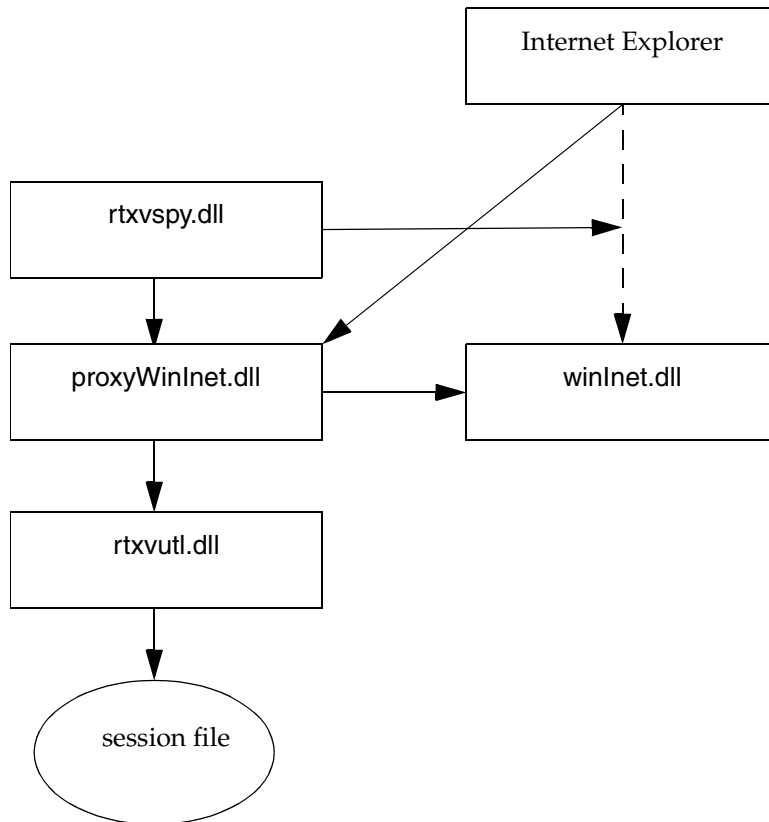 Internet Explorer
rtxvspy.dll
proxyWinInet.dll
winInet.dll
rtxvutl.dll
session file